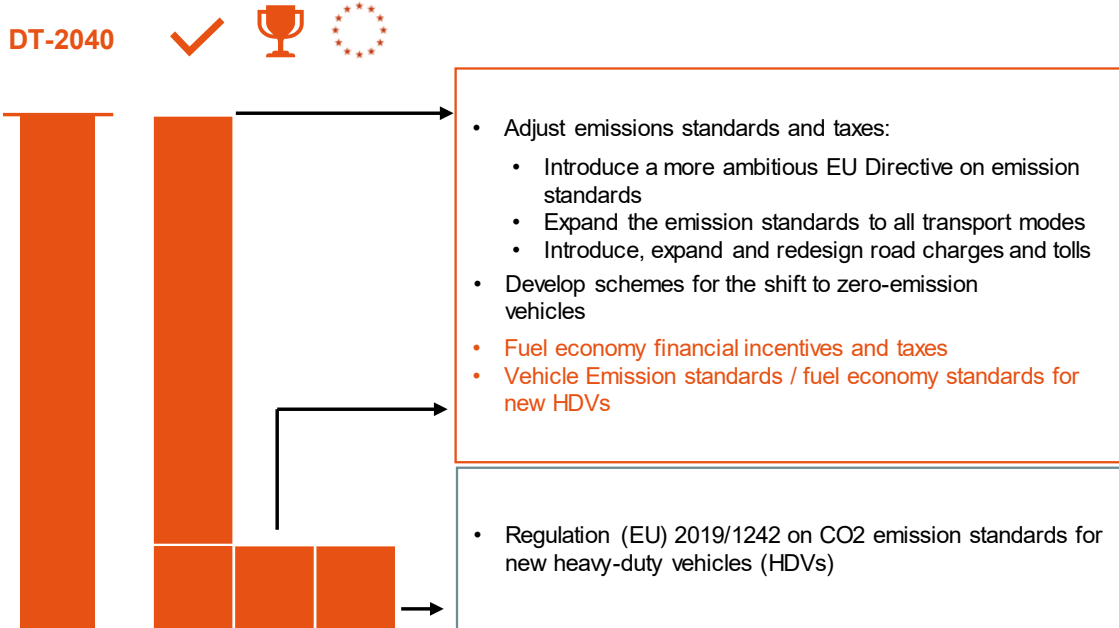 DT-2040
• Adjust emissions standards and taxes:
• Introduce a more ambitious EU Directive on emission
standards
• Expand the emission standards to all transport modes
• Introduce, expand and redesign road charges and tolls
• Develop schemes for the shift to zero-emission
vehicles
• Fuel economy financial incentives and taxes
• Vehicle Emission standards / fuel economy standards for
new HDVs
• Regulation (EU) 2019/1242 on CO2 emission standards for
new heavy-duty vehicles (HDVs)